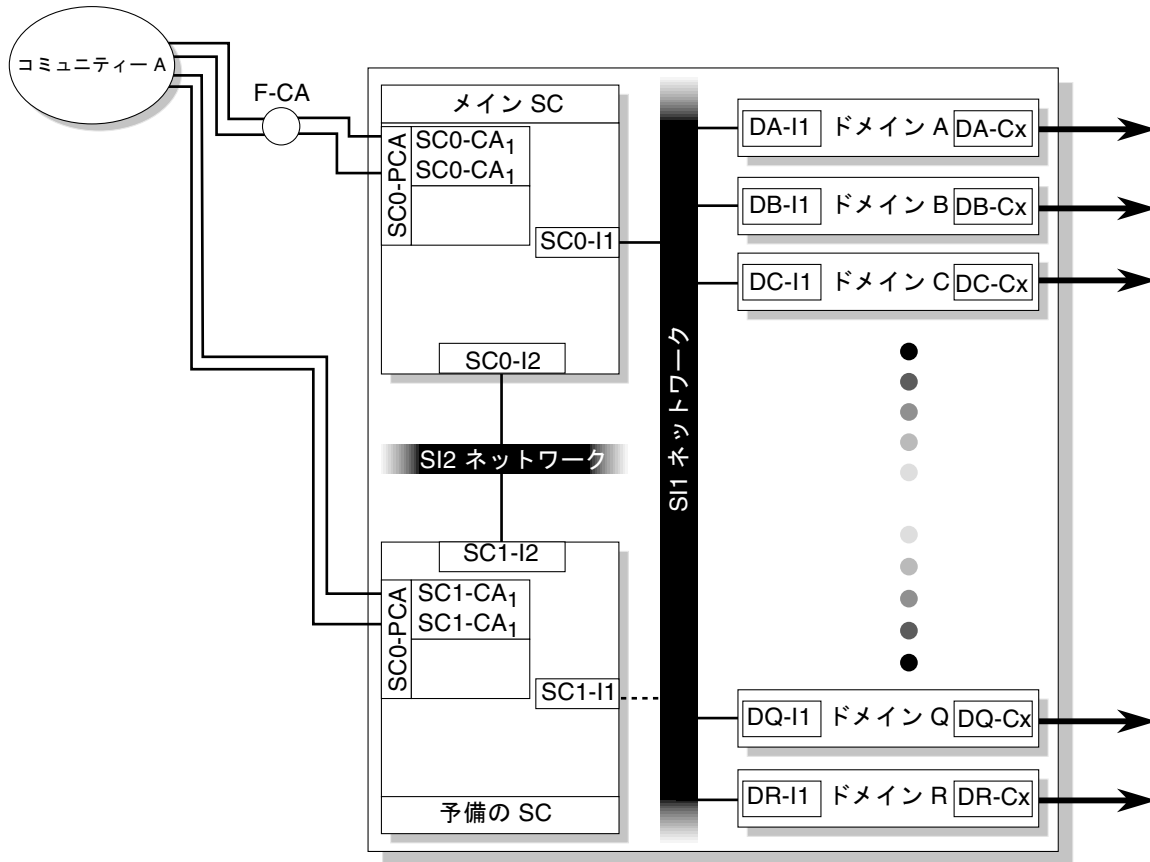 コミュニティー A
F-CA
メイン SC
SC0-PCA
SC0-CA1
SC0-CA1
SC0-I1
SC0-I2
SI2 ネットワーク
SC1-I2
SC0-PCA
SC1-CA1
SC1-CA1
SC1-I1
予備の SC
SI1 ネットワーク
DA-I1 ドメイン A DA-Cx
DB-I1 ドメイン B DB-Cx
DC-I1 ドメイン C DC-Cx
DQ-I1 ドメイン Q DQ-Cx
DR-I1 ドメイン R DR-Cx